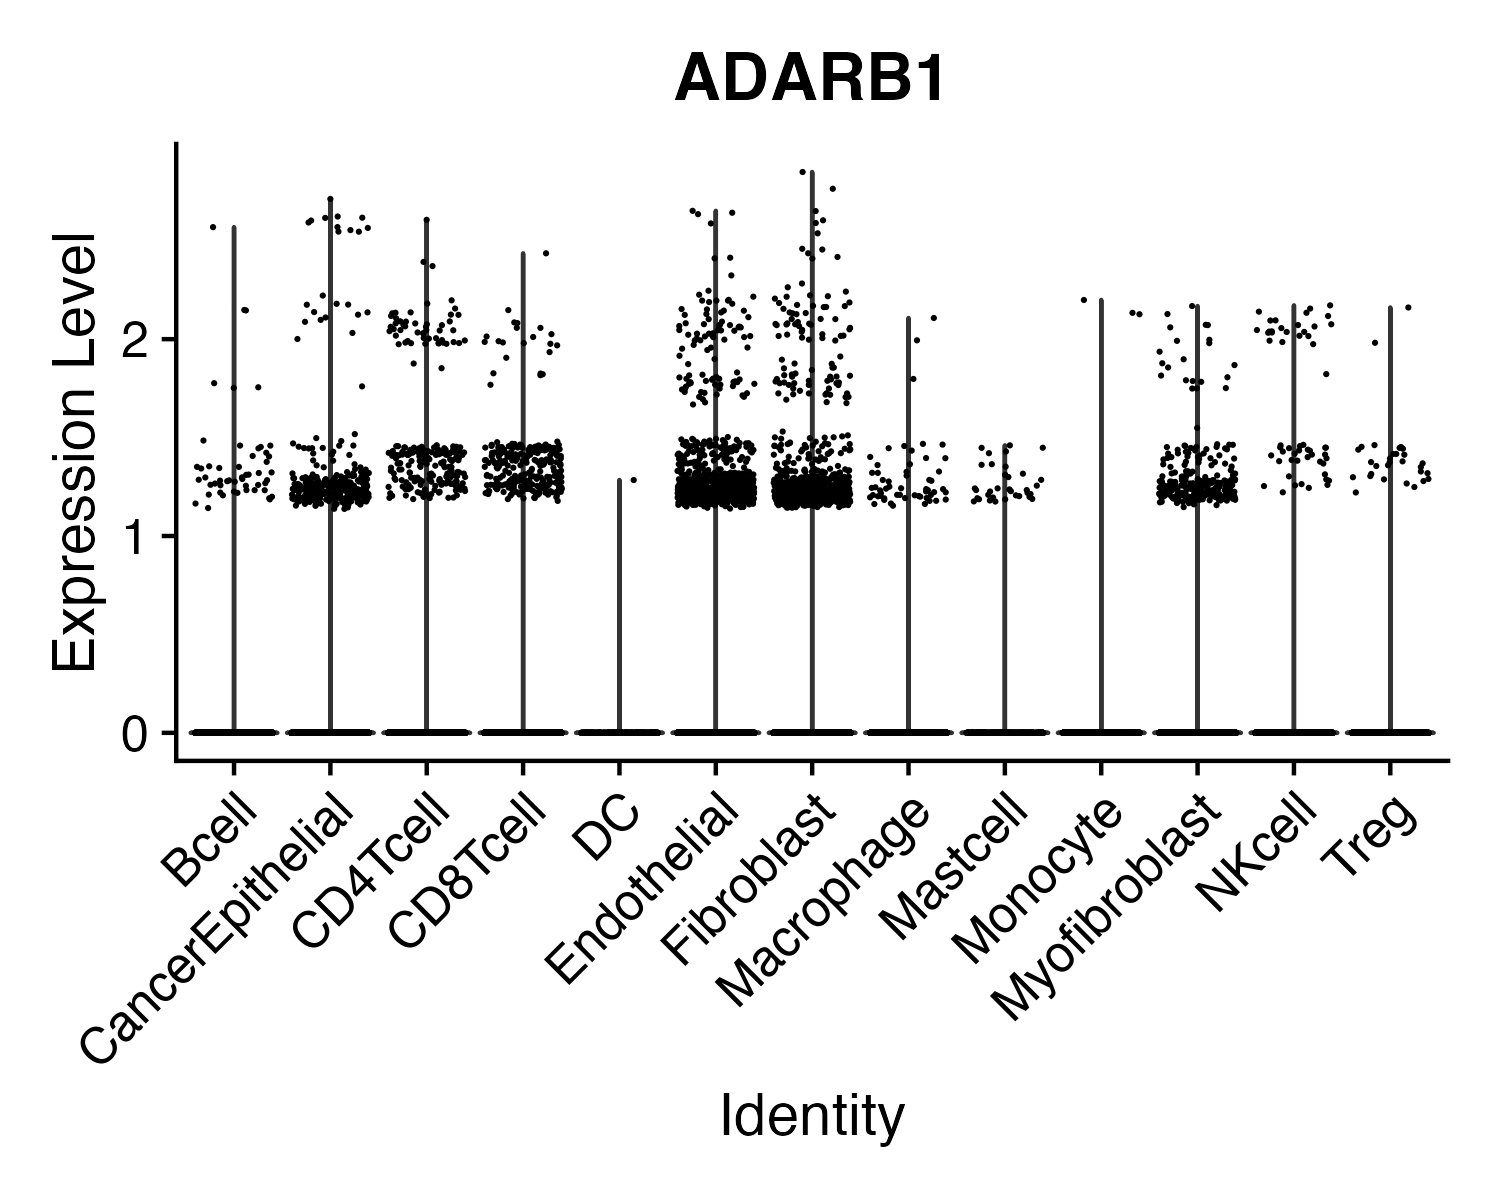 ADARB1
Expression Level
2
1
0
Bcell
CancerEpithelial
CD4Tcell
CD8Tcell
DC
Endothelial
Fibroblast
Macrophage
Mastcell
Monocyte
Myofibroblast
NKcell
Treg
Identity